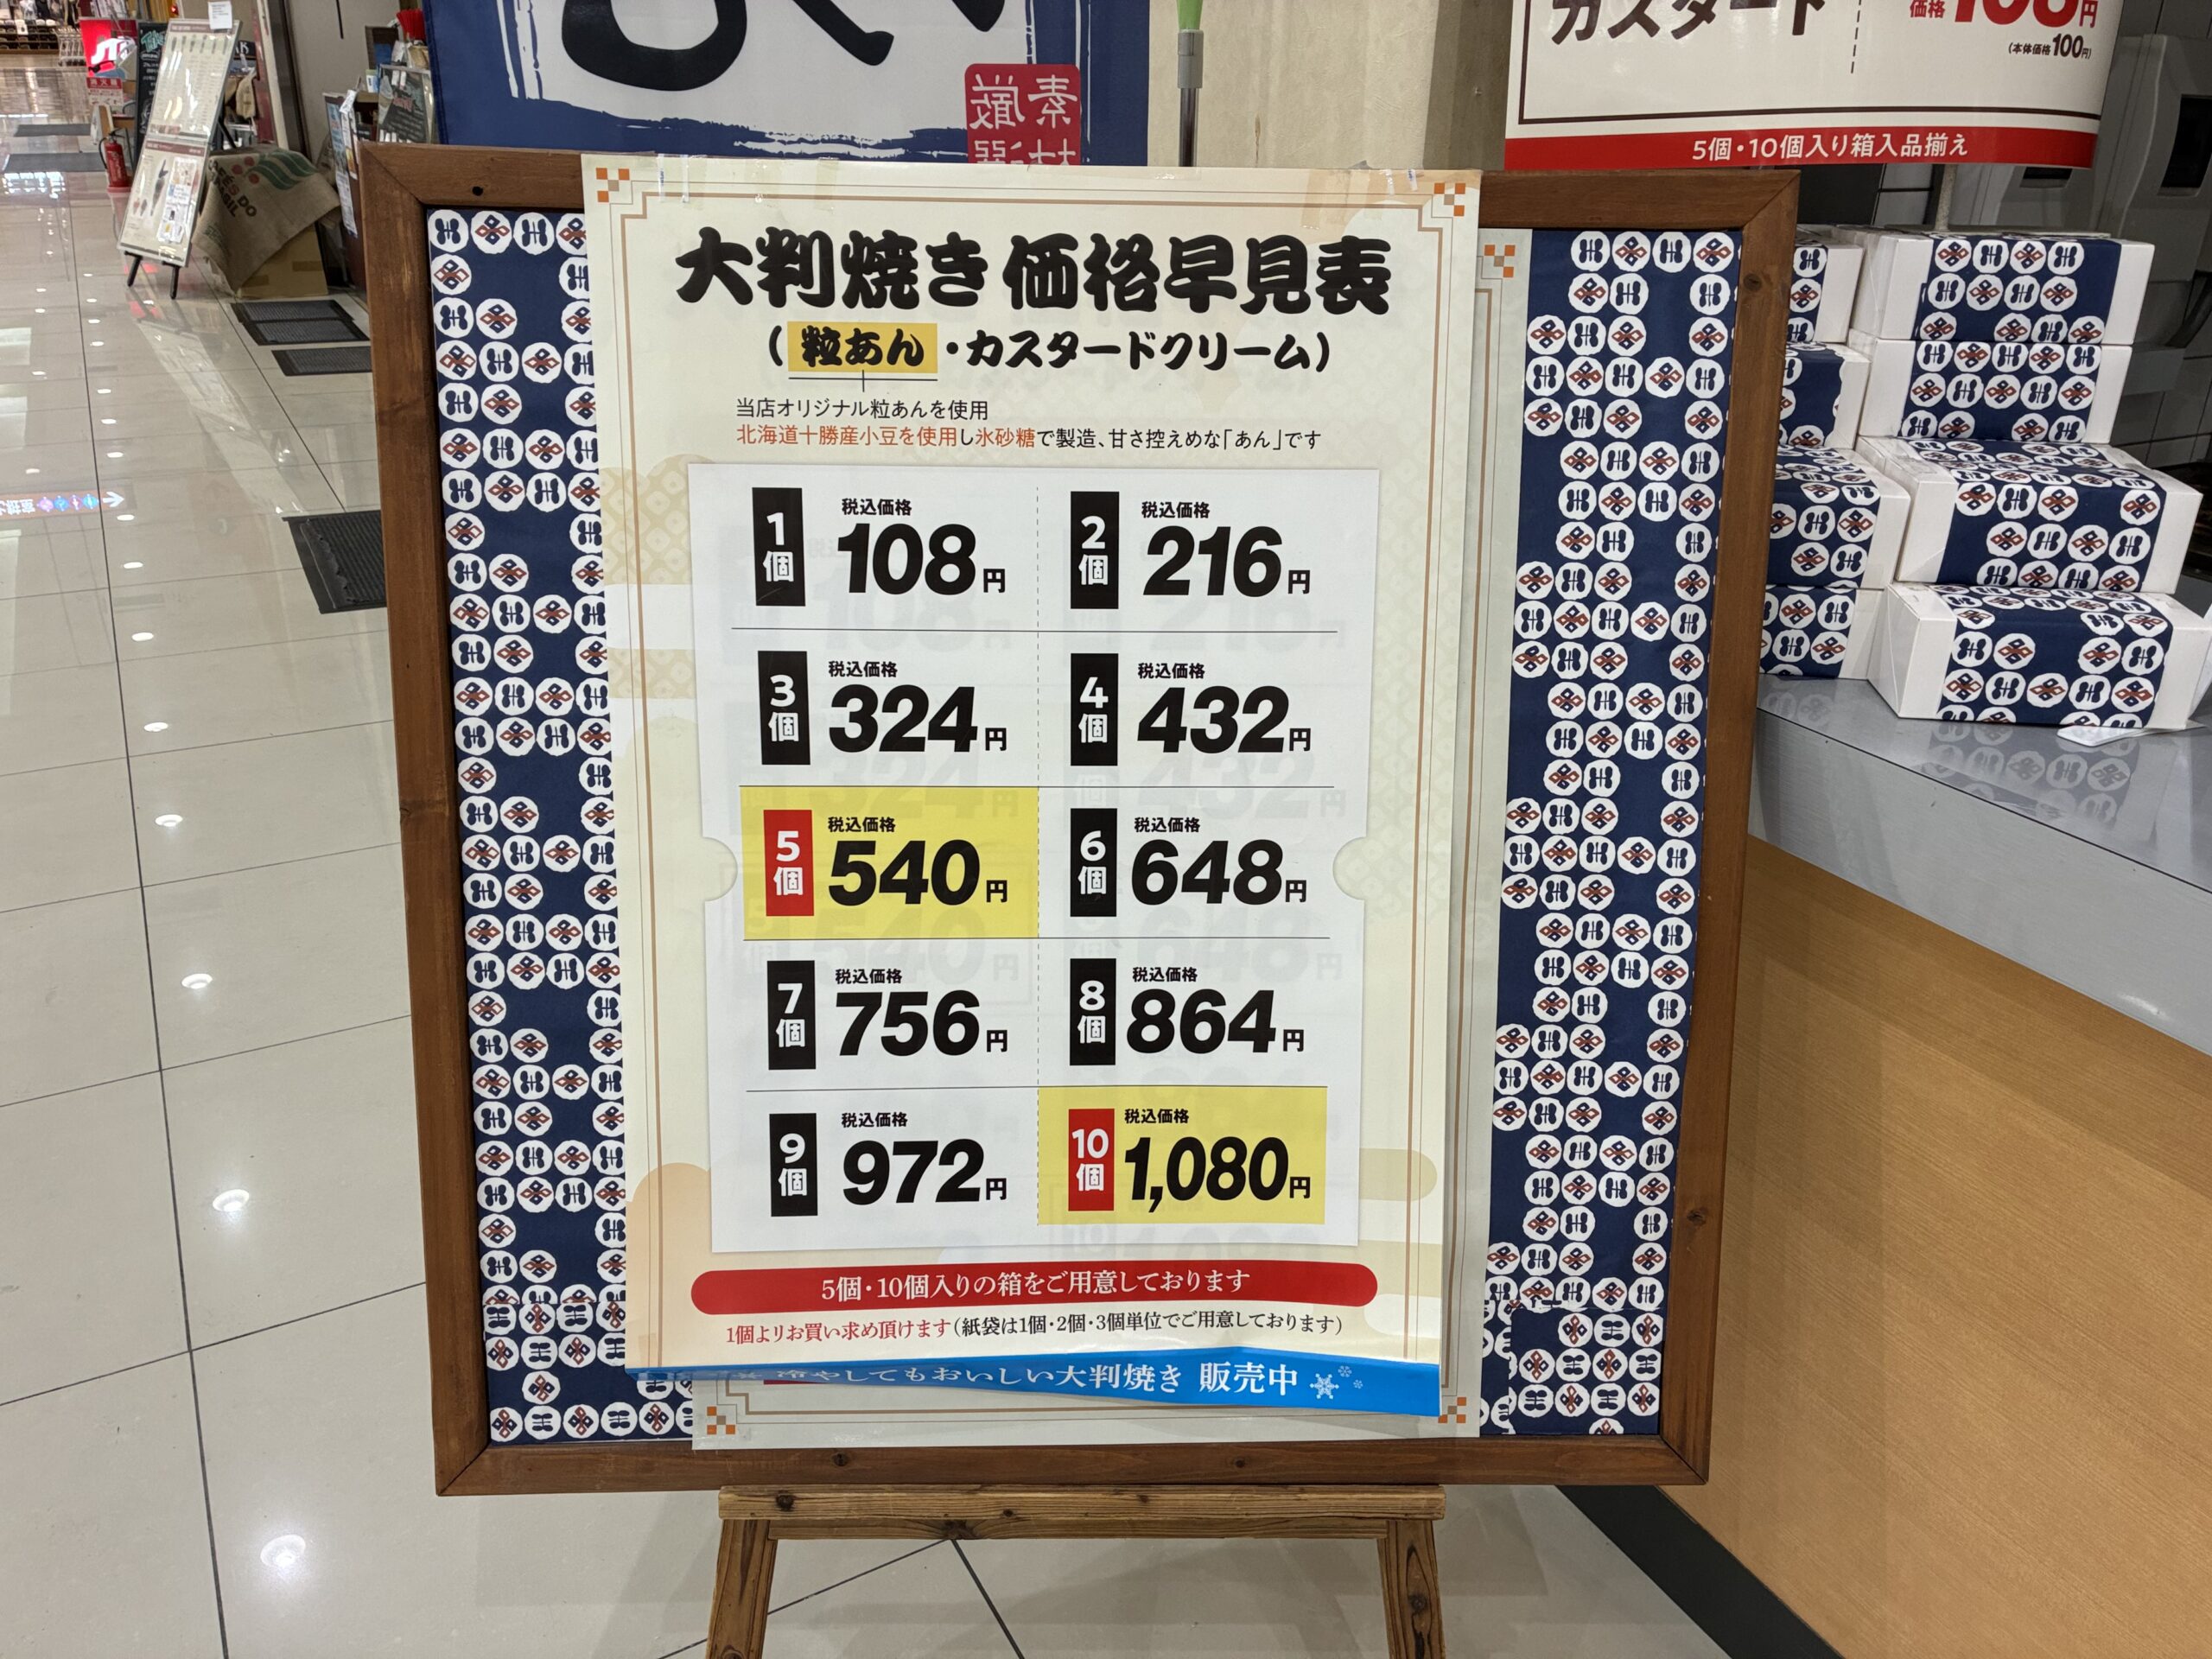 カスタード
価格108円
(本体価格100円)
5個・10個入り箱入品揃え
大判焼き 価格早見表
(粒あん・カスタードクリーム)
当店オリジナル粒あんを使用
北海道十勝産小豆を使用し氷砂糖で製造、甘さ控えめな「あん」です
1個 税込価格 108円
2個 税込価格 216円
3個 税込価格 324円
4個 税込価格 432円
5個 税込価格 540円
6個 税込価格 648円
7個 税込価格 756円
8個 税込価格 864円
9個 税込価格 972円
10個 税込価格 1,080円
5個・10個入りの箱をご用意しております
1個よりお買い求め頂けます(紙袋は1個・2個・3個単位でご用意しております)
冷やしてもおいしい大判焼き 販売中